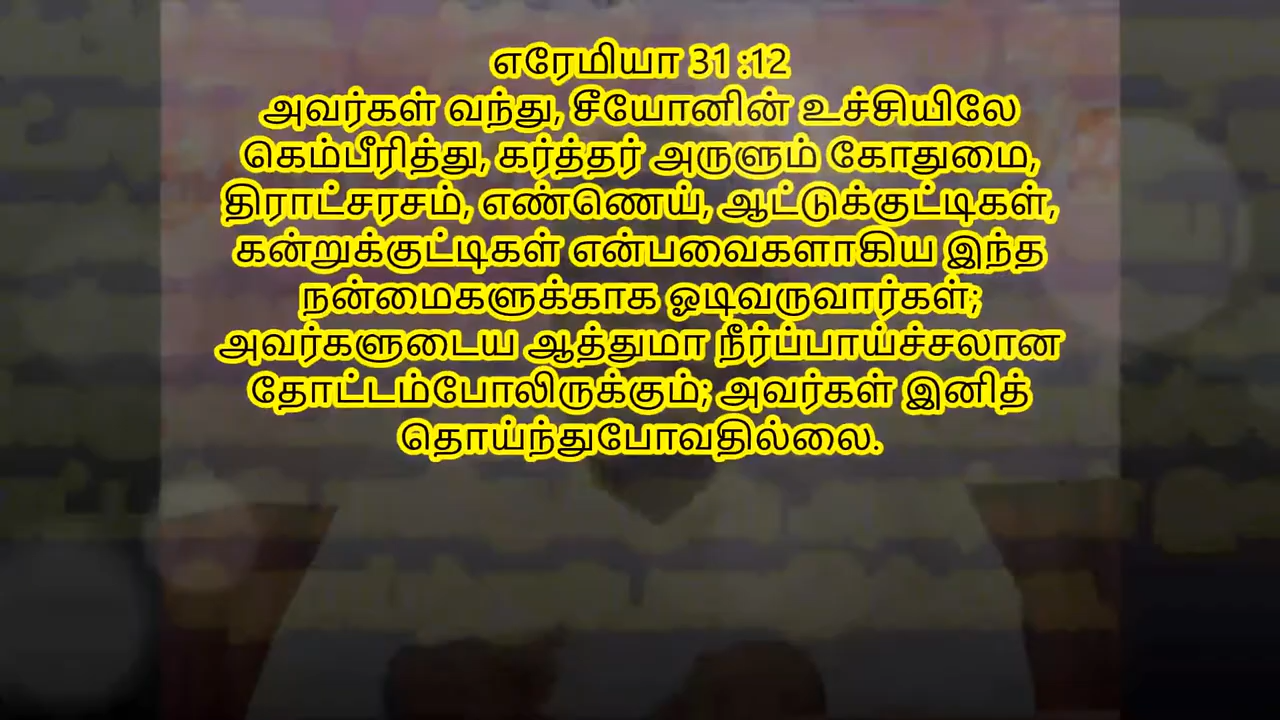 எரேமியா 31 :12
அவர்கள் வந்து, சீயோனின் உச்சியிலே
கெம்பீரித்து, கர்த்தர் அருளும் கோதுமை,
திராட்சரசம், எண்ணெய், ஆட்டுக்குட்டிகள்,
கன்றுக்குட்டிகள் என்பவைகளாகிய இந்த
நன்மைகளுக்காக ஓடிவருவார்கள்;
அவர்களுடைய ஆத்துமா நீர்ப்பாய்ச்சலான
தோட்டம்போலிருக்கும்; அவர்கள் இனித்
தொய்ந்துபோவதில்லை.